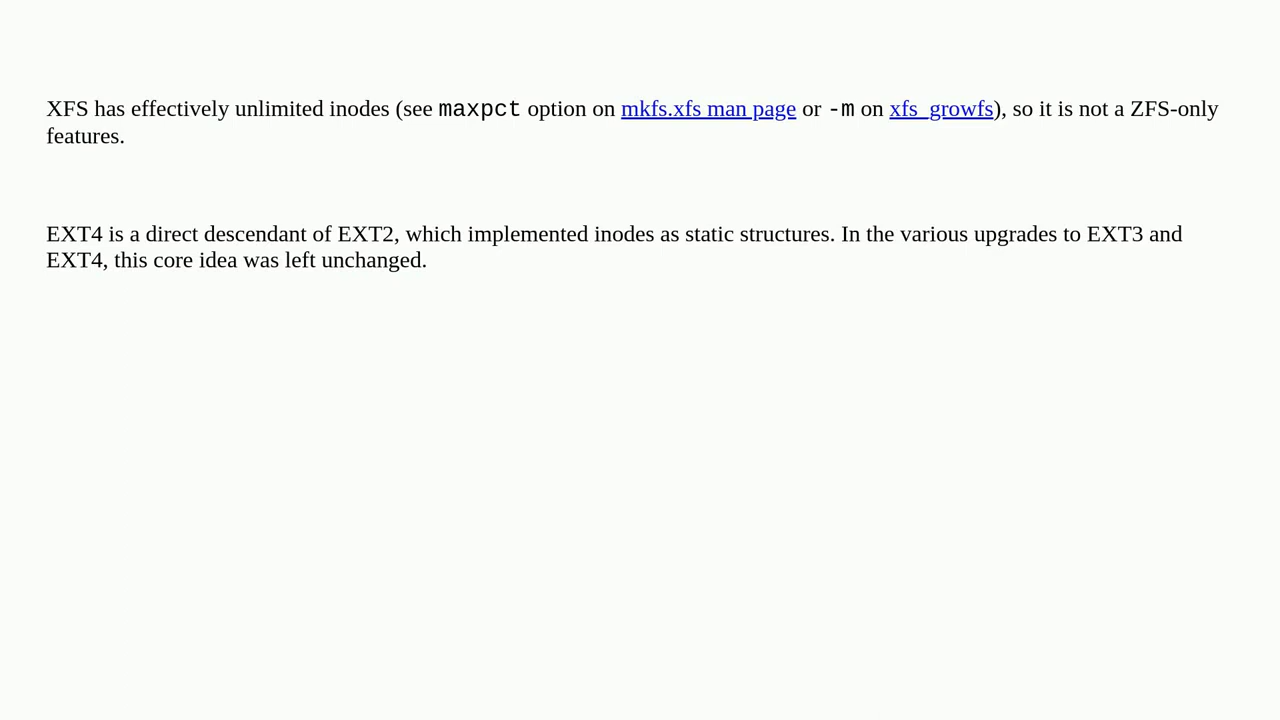 XFS has effectively unlimited inodes (see maxpct option on mkfs.xfs man page or -m on xfs_growfs), so it is not a ZFS-only
features.
EXT4 is a direct descendant of EXT2, which implemented inodes as static structures. In the various upgrades to EXT3 and
EXT4, this core idea was left unchanged.